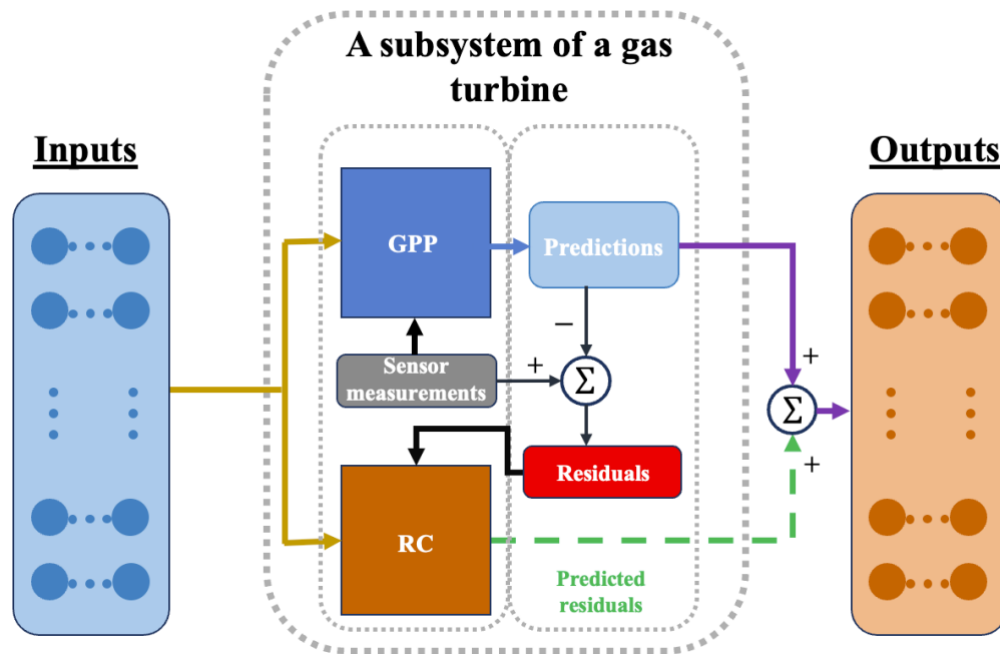 A subsystem of a gas
turbine
Inputs
Outputs
GPP
Predictions
−
+
Sensor
measurements
Σ
+
Σ
+
Residuals
RC
Predicted
residuals